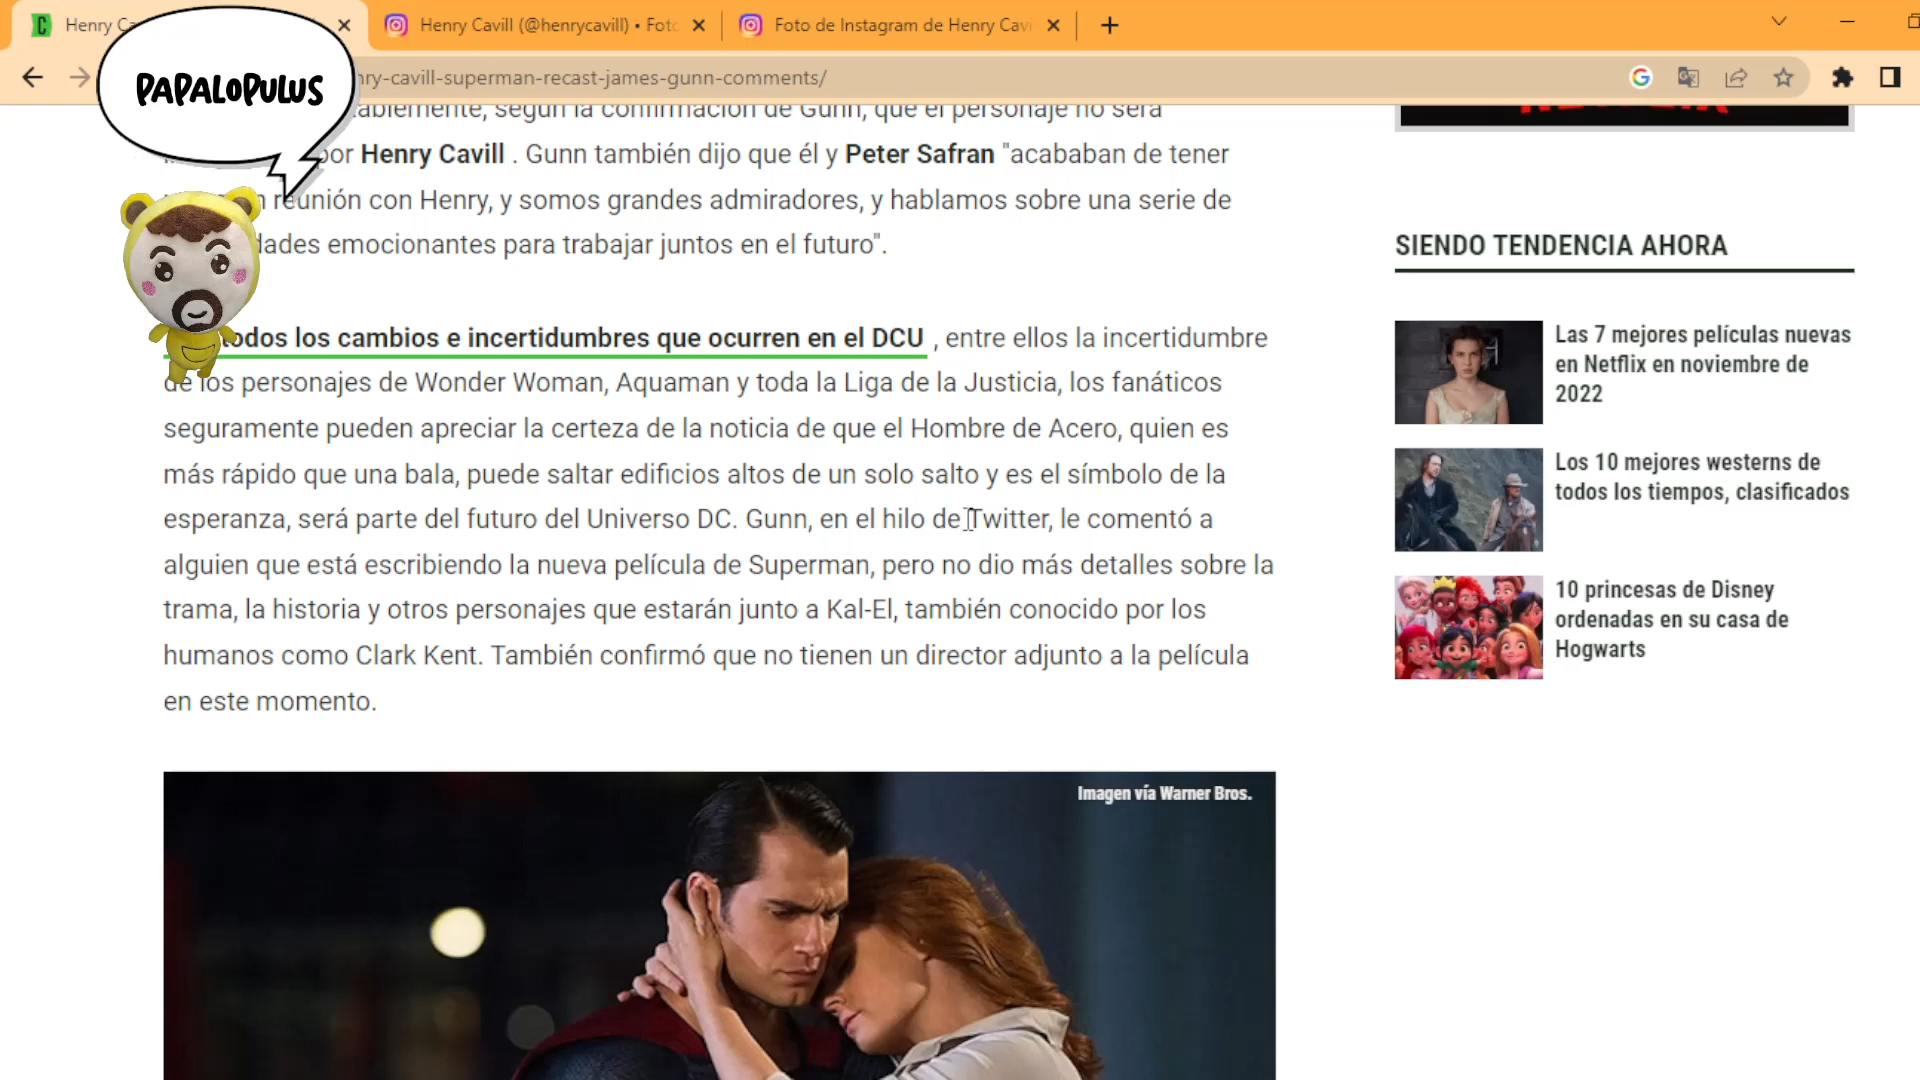 Henry Ca
Henry Cavill (@henrycavill) • Foto
Foto de Instagram de Henry Cavi
PAPALOPULUS
nry-cavill-superman-recast-james-gunn-comments/
ablemente, según la confirmación de Gunn, que el personaje no será
por Henry Cavill . Gunn también dijo que él y Peter Safran "acababan de tener
reunión con Henry, y somos grandes admiradores, y hablamos sobre una serie de
dades emocionantes para trabajar juntos en el futuro".
todos los cambios e incertidumbres que ocurren en el DCU , entre ellos la incertidumbre
de los personajes de Wonder Woman, Aquaman y toda la Liga de la Justicia, los fanáticos
seguramente pueden apreciar la certeza de la noticia de que el Hombre de Acero, quien es
más rápido que una bala, puede saltar edificios altos de un solo salto y es el símbolo de la
esperanza, será parte del futuro del Universo DC. Gunn, en el hilo de Twitter, le comentó a
alguien que está escribiendo la nueva película de Superman, pero no dio más detalles sobre la
trama, la historia y otros personajes que estarán junto a Kal-El, también conocido por los
humanos como Clark Kent. También confirmó que no tienen un director adjunto a la película
en este momento.
Imagen vía Warner Bros.
SIENDO TENDENCIA AHORA
Las 7 mejores películas nuevas
en Netflix en noviembre de
2022
Los 10 mejores westerns de
todos los tiempos, clasificados
10 princesas de Disney
ordenadas en su casa de
Hogwarts